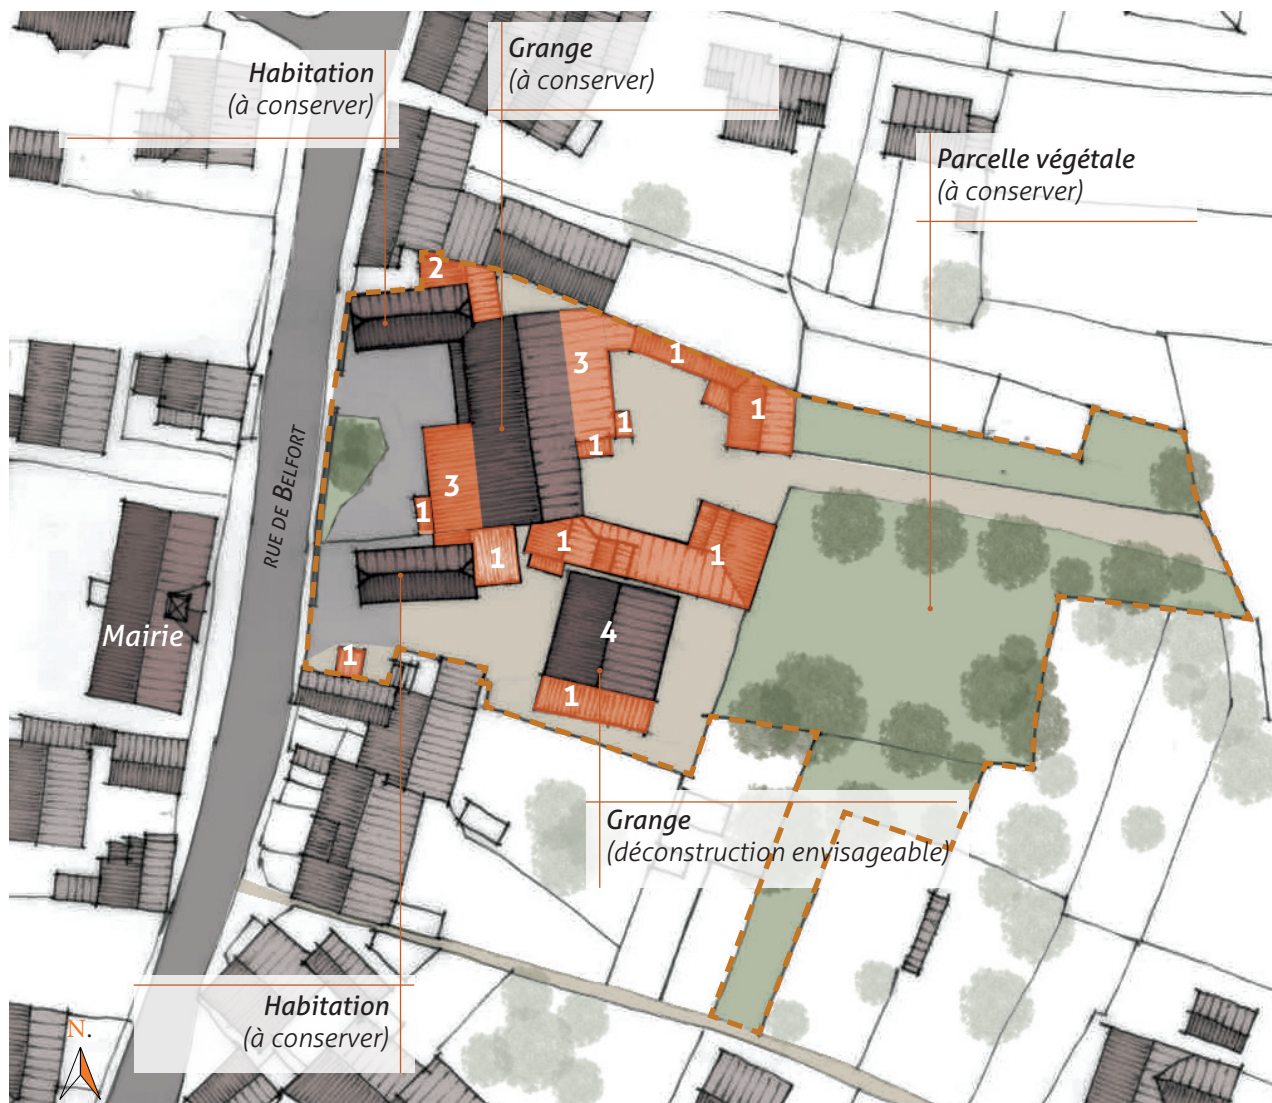 Grange
(à conserver)
Habitation
(à conserver)
Parcelle végétale
(à conserver)
2
3
1
1
1
1
3
1
RUE DE BELFORT
1
1
1
4
Mairie
1
1
Grange
(déconstruction envisageable)
Habitation
(à conserver)
N.